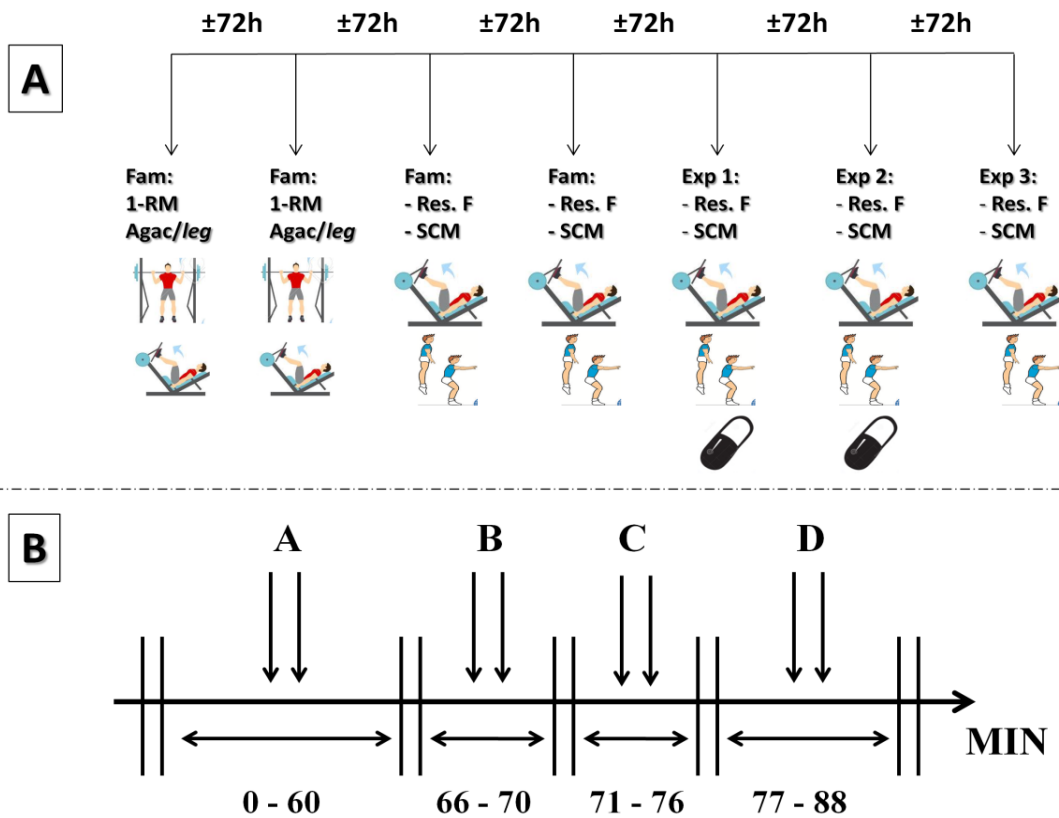 ±72h ±72h ±72h ±72h ±72h ±72h
A
Fam:
1-RM
Agac/leg
Fam:
1-RM
Agac/leg
Fam:
- Res. F
- SCM
Fam:
- Res. F
- SCM
Exp 1:
- Res. F
- SCM
Exp 2:
- Res. F
- SCM
Exp 3:
- Res. F
- SCM
B
A B C D
MIN
0 - 60 66 - 70 71 - 76 77 - 88